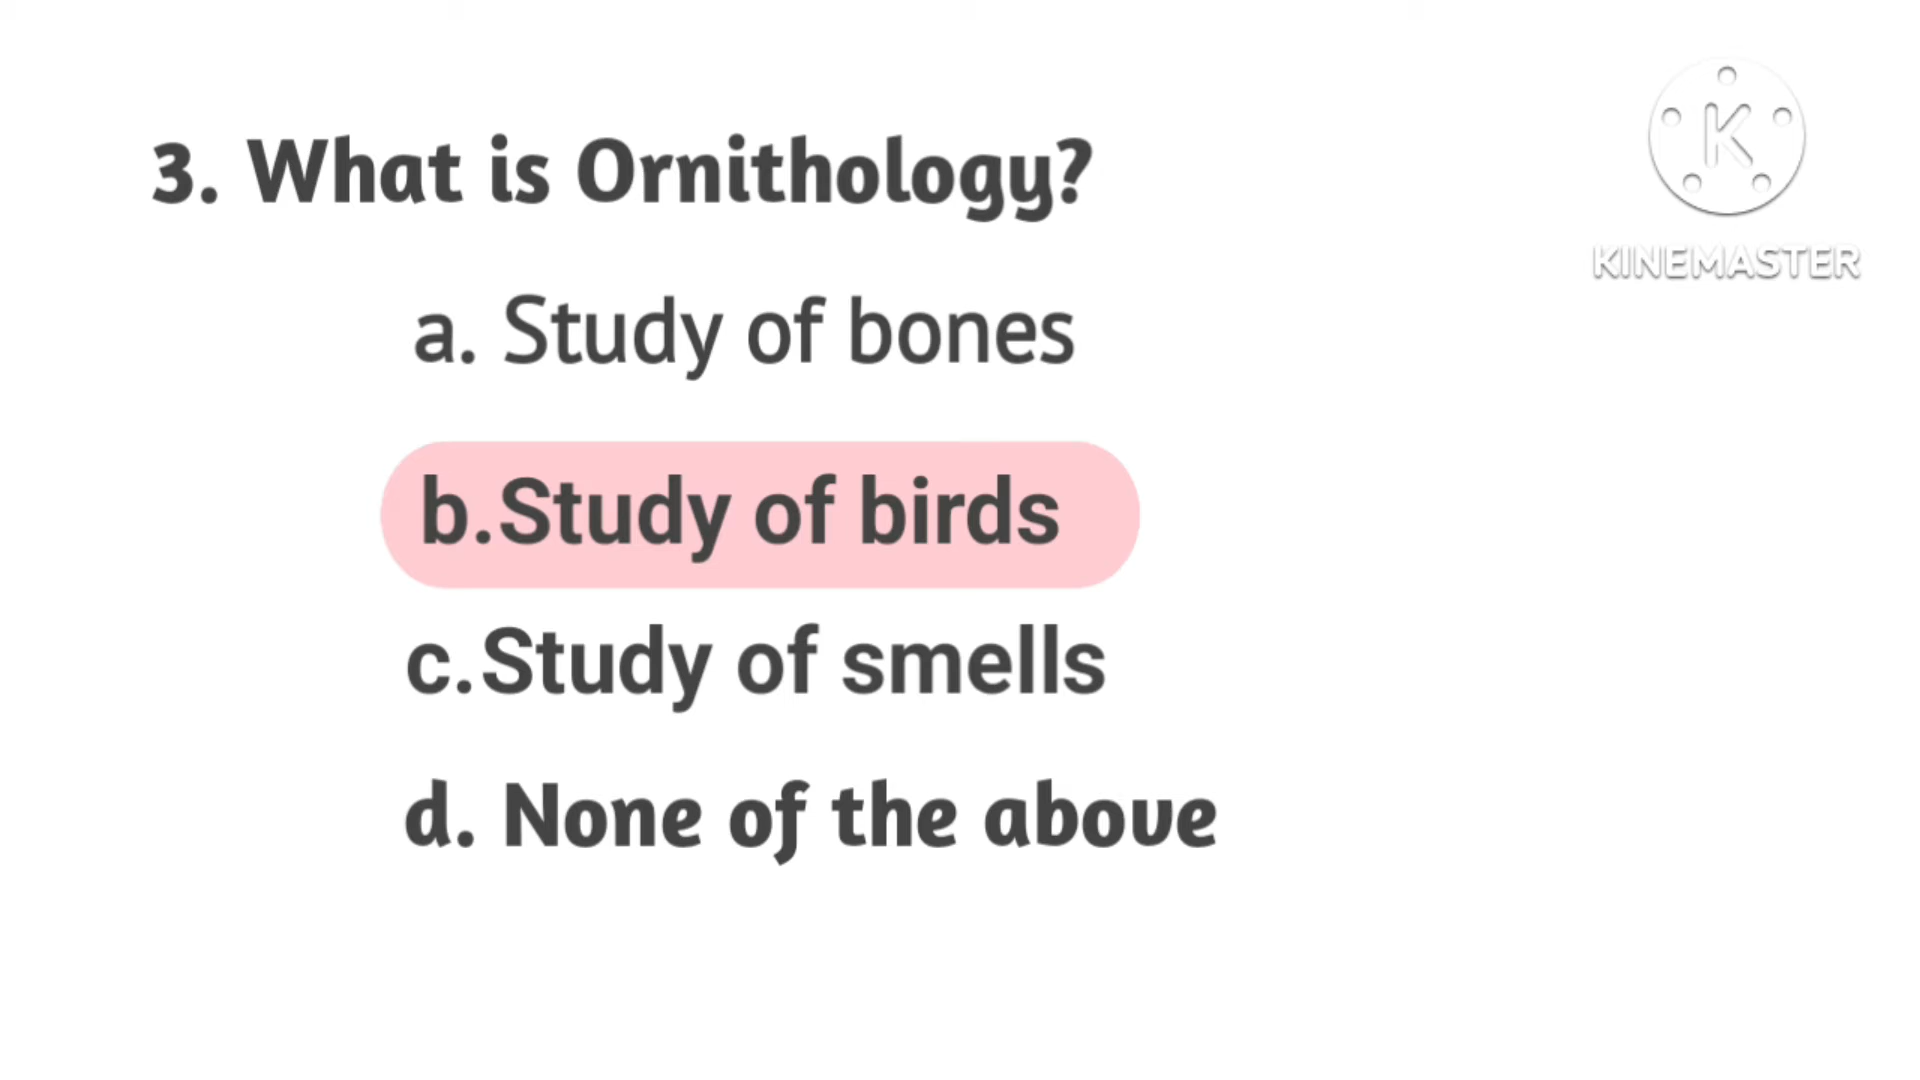 3. What is Ornithology?
K
KINEMASTER
a. Study of bones
b.Study of birds
c.Study of smells
d. None of the above